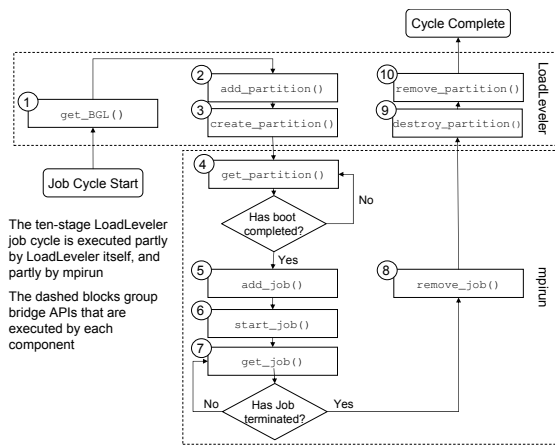 Cycle Complete
LoadLeveler
10
remove_partition()
2
add_partition()
9
destroy_partition()
3
create_partition()
1
get_BGL()
Job Cycle Start
4
get_partition()
No
Has boot
completed?
Yes
The ten-stage LoadLeveler
job cycle is executed partly
by LoadLeveler itself, and
partly by mpirun
The dashed blocks group
bridge APIs that are
executed by each
component
5
add_job()
6
start_job()
7
get_job()
No
Has Job
terminated?
Yes
8
remove_job()
mpirun